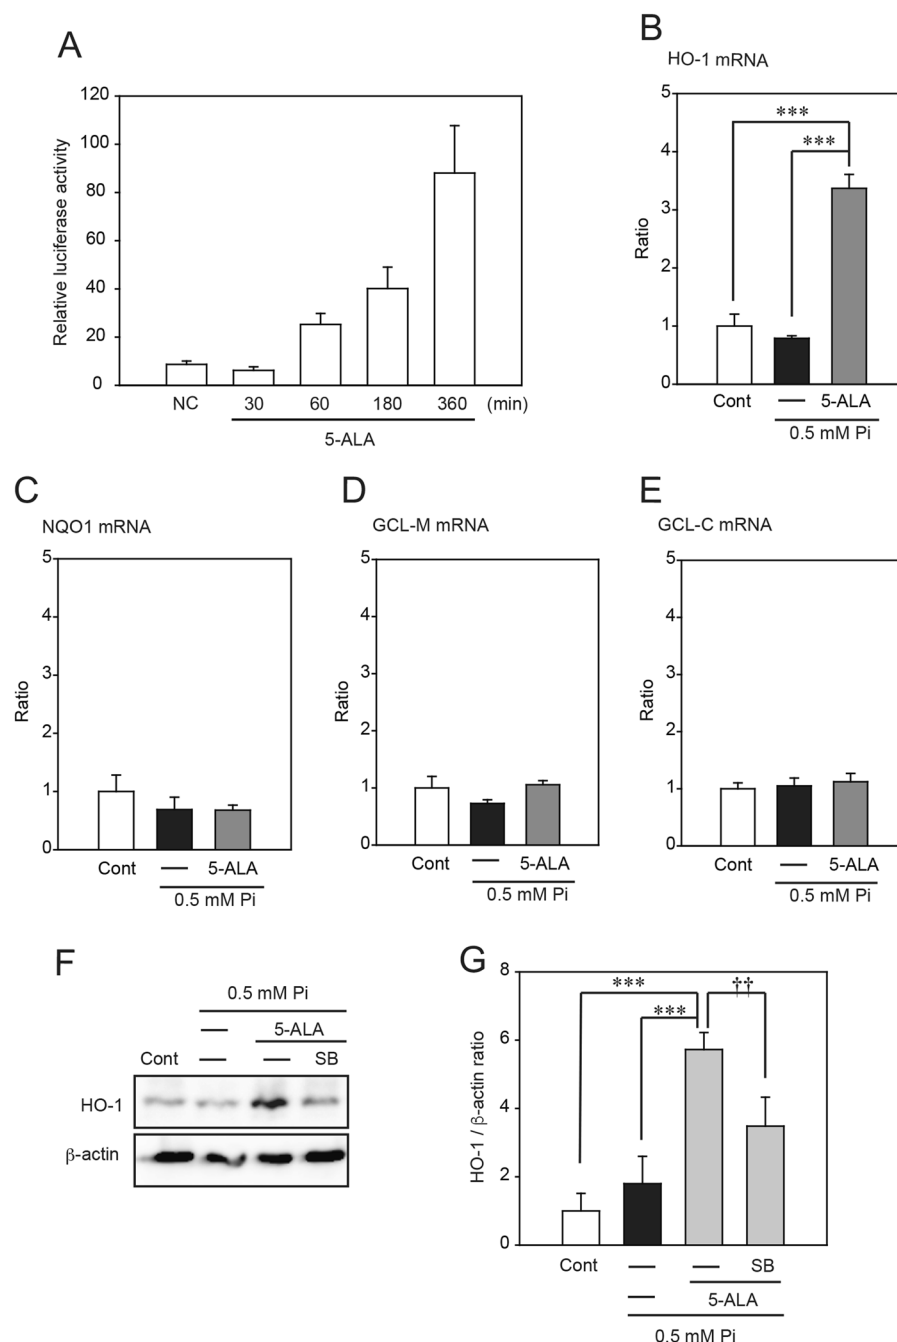 A
120
100
80
60
40
20
0
Relative luciferase activity
NC
30
60
180
360
(min)
5-ALA
B
HO-1 mRNA
5
4
3
2
1
0
Ratio
***
***
Cont
—
5-ALA
0.5 mM Pi
C
NQO1 mRNA
5
4
3
2
1
0
Ratio
Cont
—
5-ALA
0.5 mM Pi
D
GCL-M mRNA
5
4
3
2
1
0
Ratio
Cont
—
5-ALA
0.5 mM Pi
E
GCL-C mRNA
5
4
3
2
1
0
Ratio
Cont
—
5-ALA
0.5 mM Pi
F
0.5 mM Pi
—
5-ALA
Cont
—
—
SB
HO-1
β-actin
G
8
6
4
2
0
HO-1 / β-actin ratio
***
***
††
Cont
—
—
SB
—
5-ALA
0.5 mM Pi